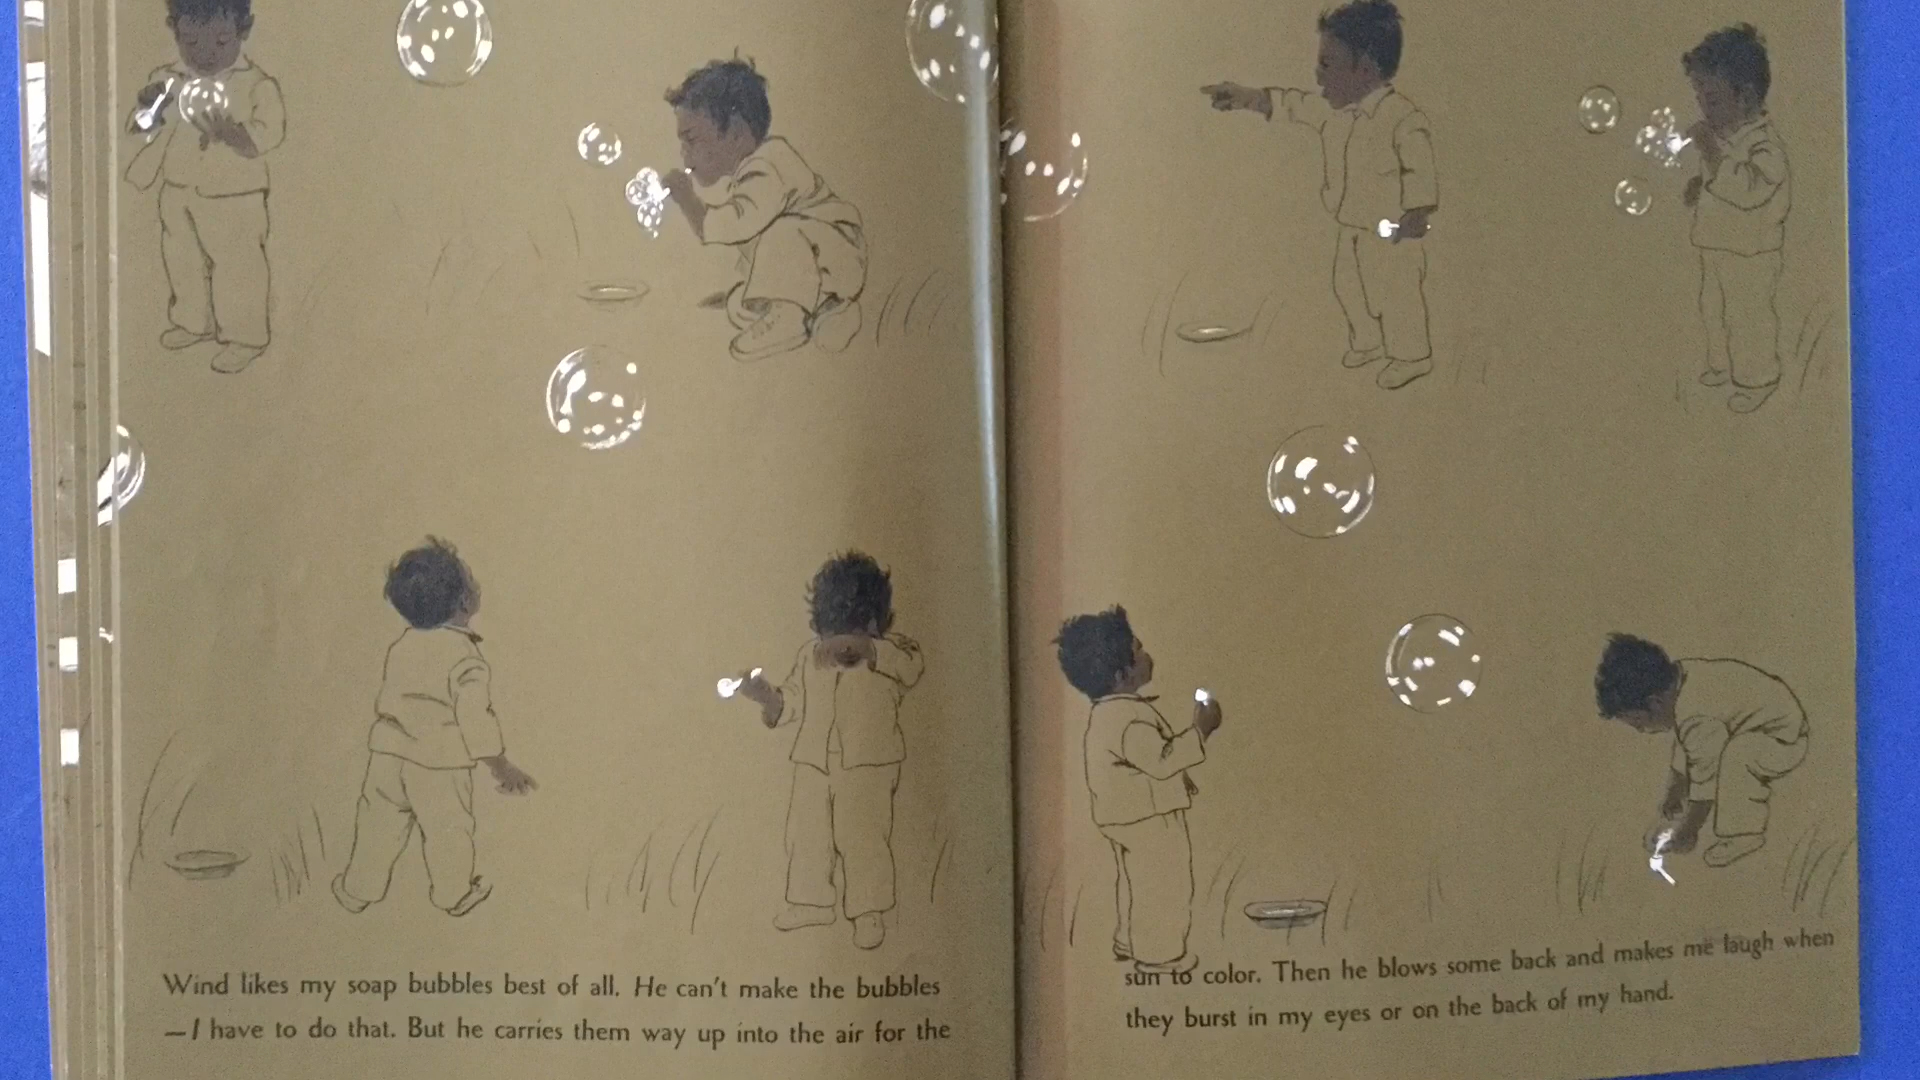 Wind likes my soap bubbles best of all. He can't make the bubbles
—I have to do that. But he carries them way up into the air for the
sun to color. Then he blows some back and makes me laugh when
they burst in my eyes or on the back of my hand.